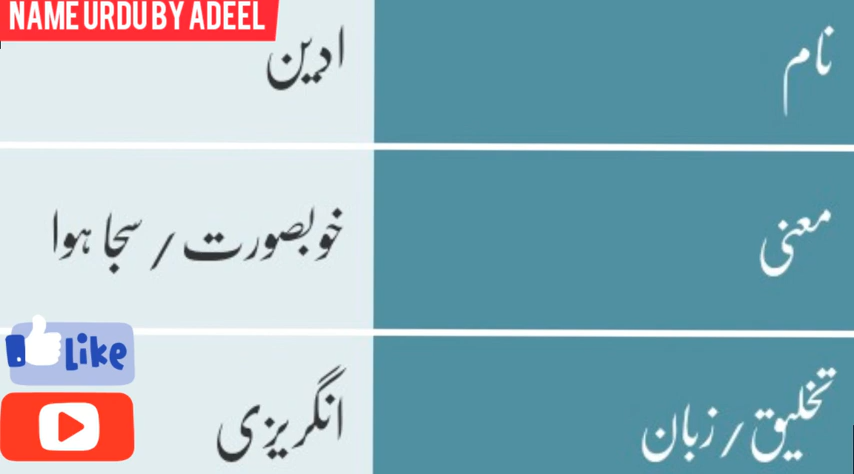 NAME URDU BY ADEEL
نام ادین
معنی خوبصورت / سجا ہوا
تخلیق / زبان انگریزی
Like